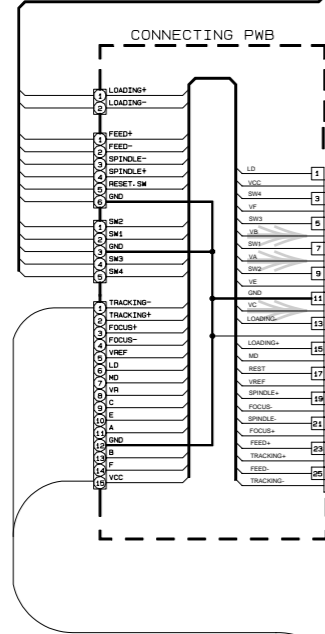 CONNECTING PWB
1 LOADING+
2 LOADING-
1 FEED+
2 FEED-
3 SPINDLE-
4 SPINDLE+
5 RESET.SW
6 GND
1 SW2
2 SW1
3 GND
4 SW3
5 SW4
1 TRACKING-
2 TRACKING+
3 FOCUS+
4 FOCUS-
5 VREF
6 LD
7 MD
8 VR
9 C
10 E
11 A
12 GND
13 B
14 F
15 VCC
LD
1
VCC
SW4
3
VF
SW3
5
VB
SW1
7
VA
SW2
9
VE
GND
11
VC
LOADING-
13
LOADING+
15
MD
REST
17
VREF
SPINDLE+
19
FOCUS-
SPINDLE-
21
FOCUS+
FEED+
23
TRACKING+
FEED-
25
TRACKING-